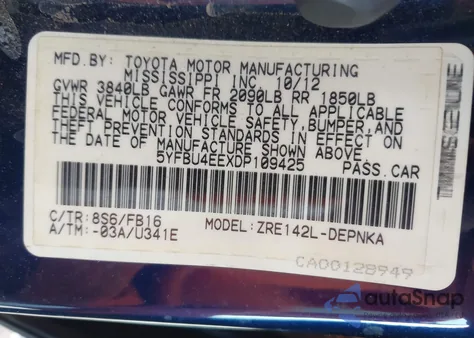 MFD.BY: TOYOTA MOTOR MANUFACTURING
MISSISSIPPI INC. 10/12
GVWR 3840LB GAWR FR 2090LB RR 1850LB
THIS VEHICLE CONFORMS TO ALL APPLICABLE
FEDERAL MOTOR VEHICLE SAFETY,BUMPER,AND
THEFT PREVENTION STANDARDS IN EFFECT ON
THE DATE OF MANUFACTURE SHOWN ABOVE.
5YFBU4EEXDP109425 PASS.CAR
C/TR:8S6/FB16 MODEL:ZRE142L-DEPNKA
A/TM:-03A/U341E
CA00128949
autaSnap